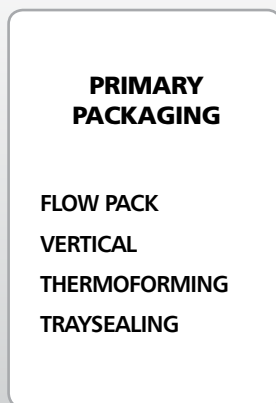 PRIMARY
PACKAGING
FLOW PACK
VERTICAL
THERMOFORMING
TRAYSEALING